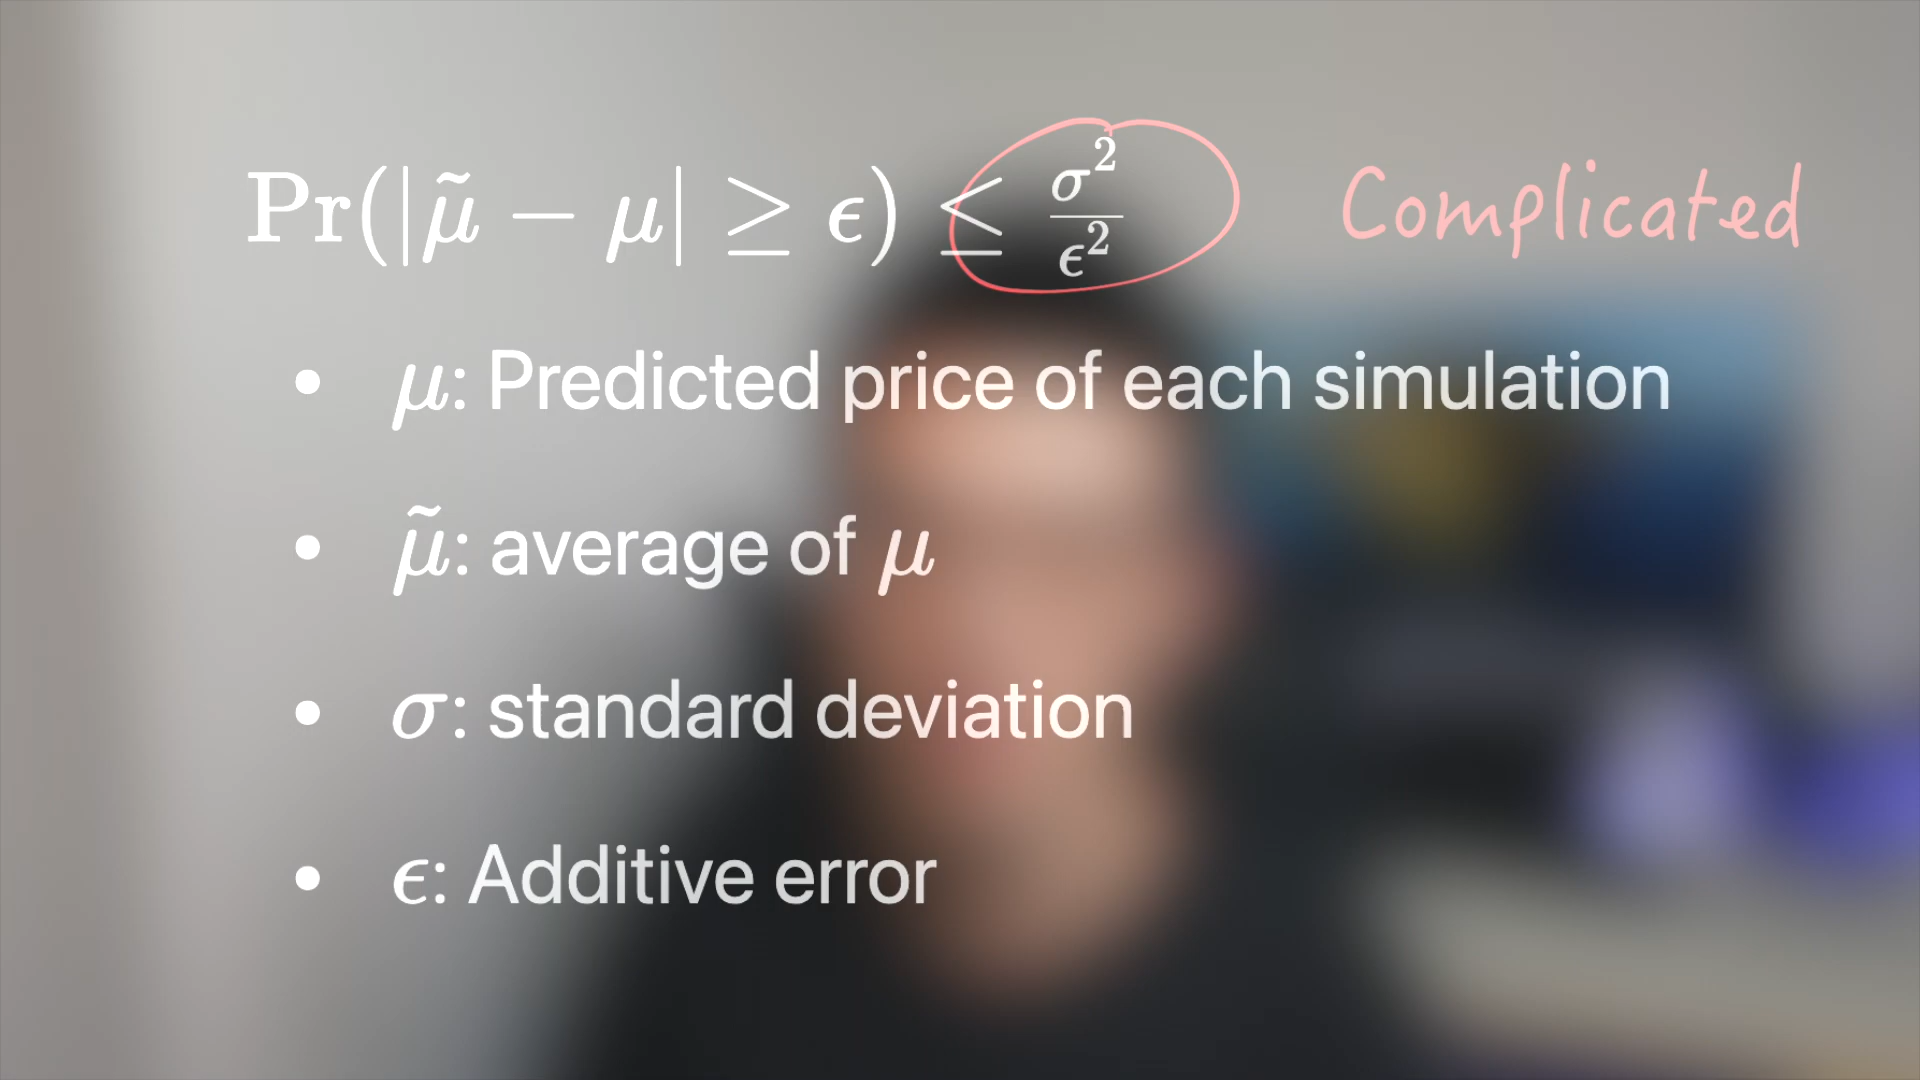 Pr(|μ̃ − μ| ≥ ϵ) ≤ σ²/ϵ² Complicated
• μ: Predicted price of each simulation
• μ̃: average of μ
• σ: standard deviation
• ϵ: Additive error